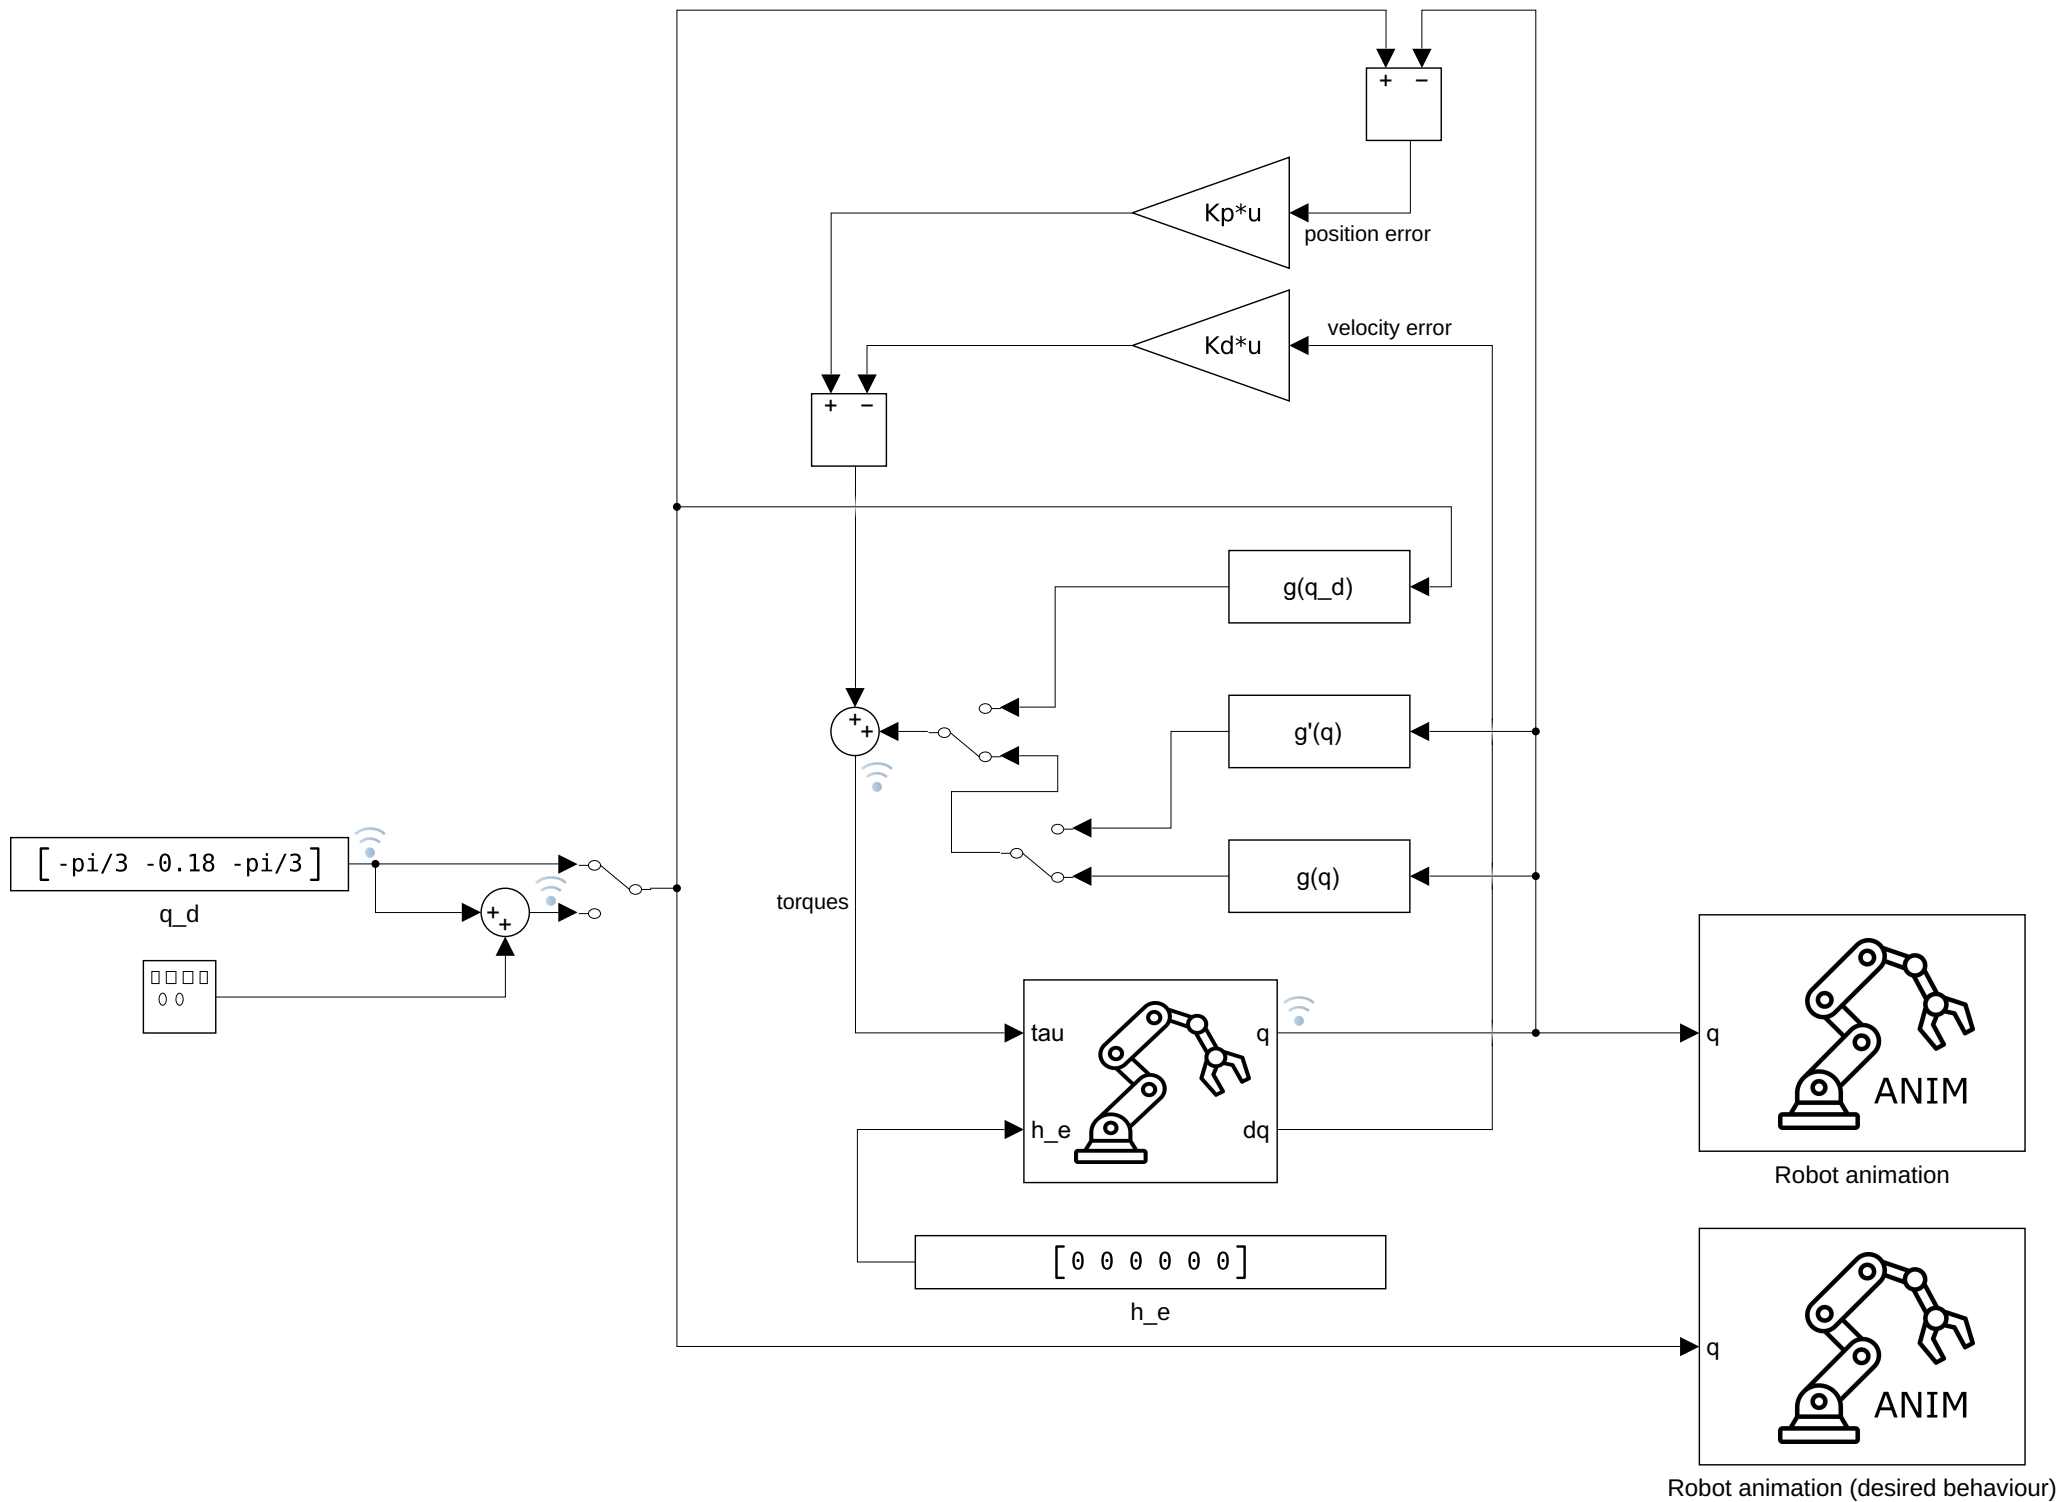 + −
Kp*u
position error
velocity error
Kd*u
+ −
g(q_d)
+
+
g'(q)
[-pi/3 -0.18 -pi/3]
g(q)
torques
q_d
+
+
tau
q
h_e
dq
q
ANIM
Robot animation
[0 0 0 0 0 0]
h_e
q
ANIM
Robot animation (desired behaviour)